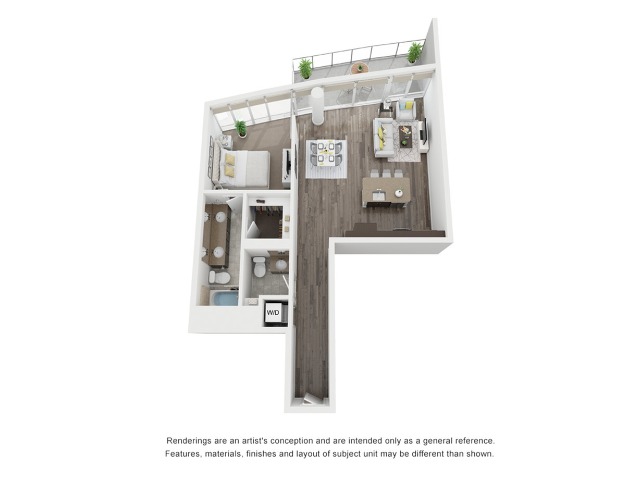 W/D
Renderings are an artist's conception and are intended only as a general reference.
Features, materials, finishes and layout of subject unit may be different than shown.